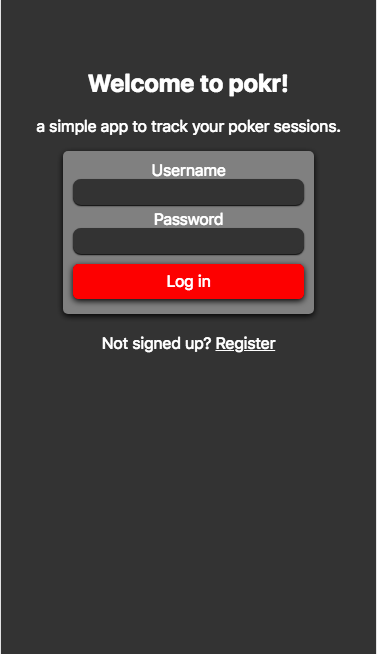 Welcome to pokr!
a simple app to track your poker sessions.
Username
Password
Log in
Not signed up? Register